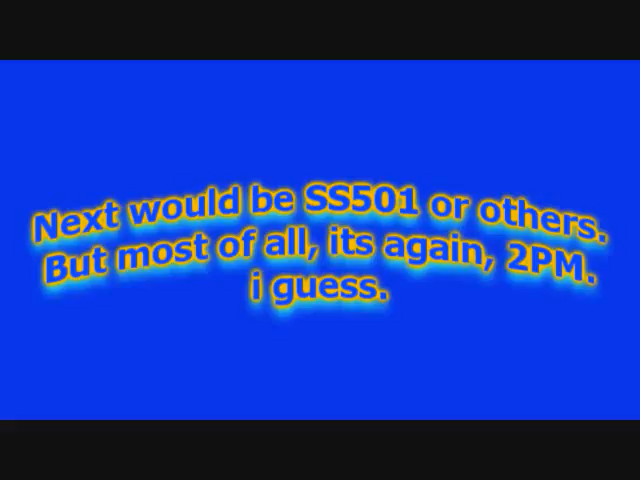 Next would be SS501 or others.
But most of all, its again, 2PM.
i guess.